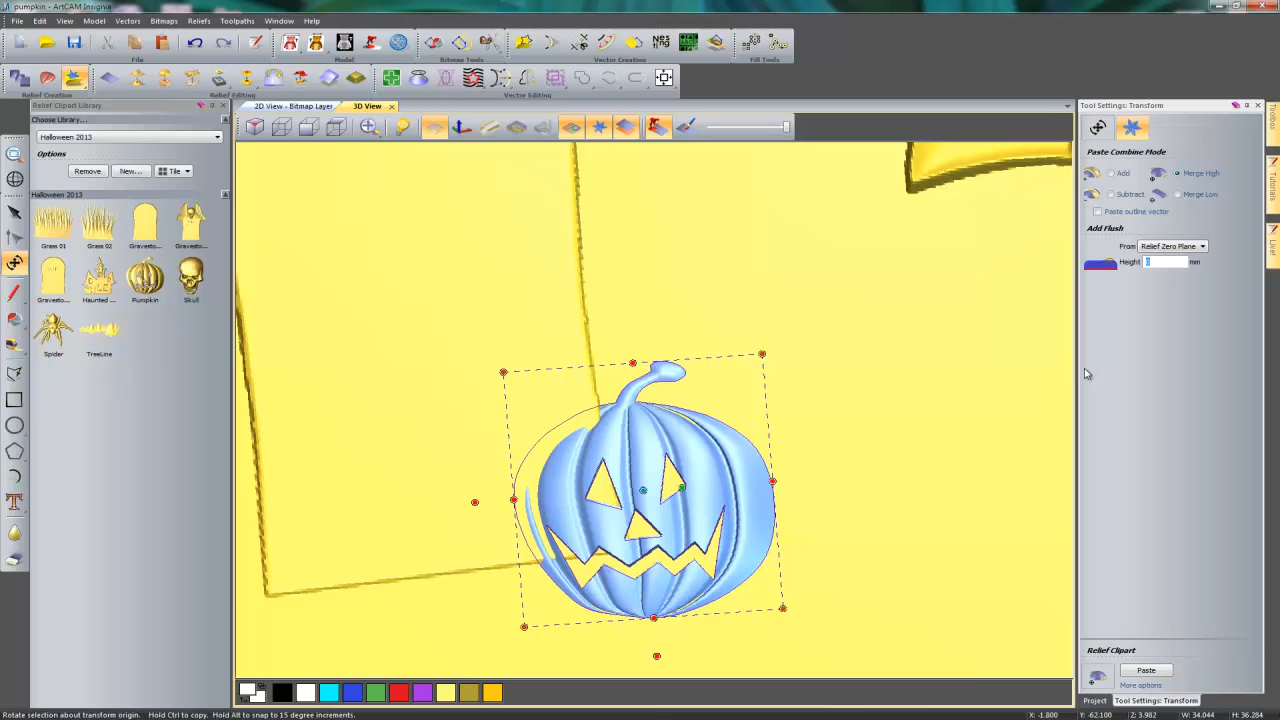 pumpkin - ArtCAM Insignia
File Edit View Model Vectors Bitmaps Reliefs Toolpaths Window Help
File Model Bitmap Tools Vector Creation Fill Tools
NES TING
Relief Creation Relief Editing Vector Editing
Relief Clipart Library
Choose Library...
Halloween 2013
Options
Remove New... Tile
Halloween 2013
Grass 01 Grass 02 Gravesto... Gravesto...
Gravesto... Haunted ... Pumpkin Skull
Spider TreeLine
2D View - Bitmap Layer 3D View
Tool Settings: Transform
Paste Combine Mode
Add Merge High
Subtract Merge Low
Paste outline vector
Add Flush
From Relief Zero Plane
Height 0 mm
Relief Clipart
Paste
More options
Project Tool Settings: Transform
Toolbox
Tutorials
Live!
Rotate selection about transform origin. Hold Ctrl to copy. Hold Alt to snap to 15 degree increments.
X: -1.800 Y: -62.100 Z: 3.982 W: 34.044 H: 36.284